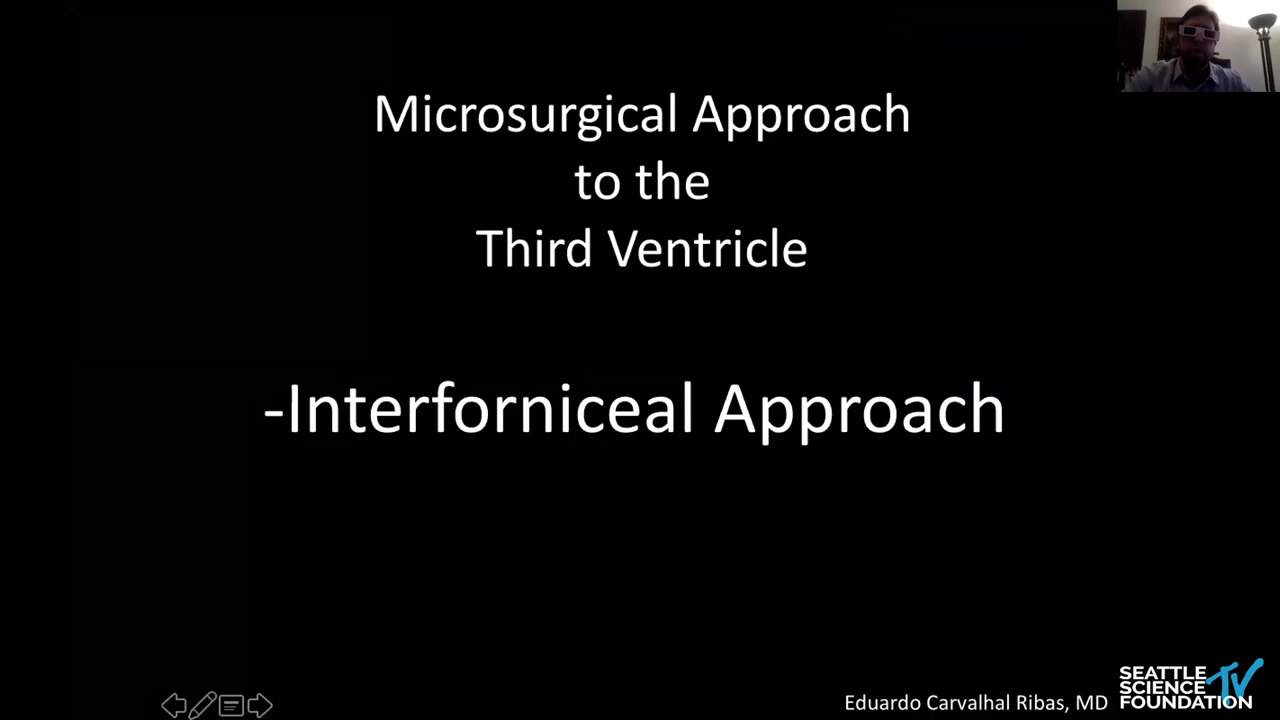 Microsurgical Approach
to the
Third Ventricle
-Interforniceal Approach
Eduardo Carvalhal Ribas, MD
SEATTLE
SCIENCE
FOUNDATION
TV